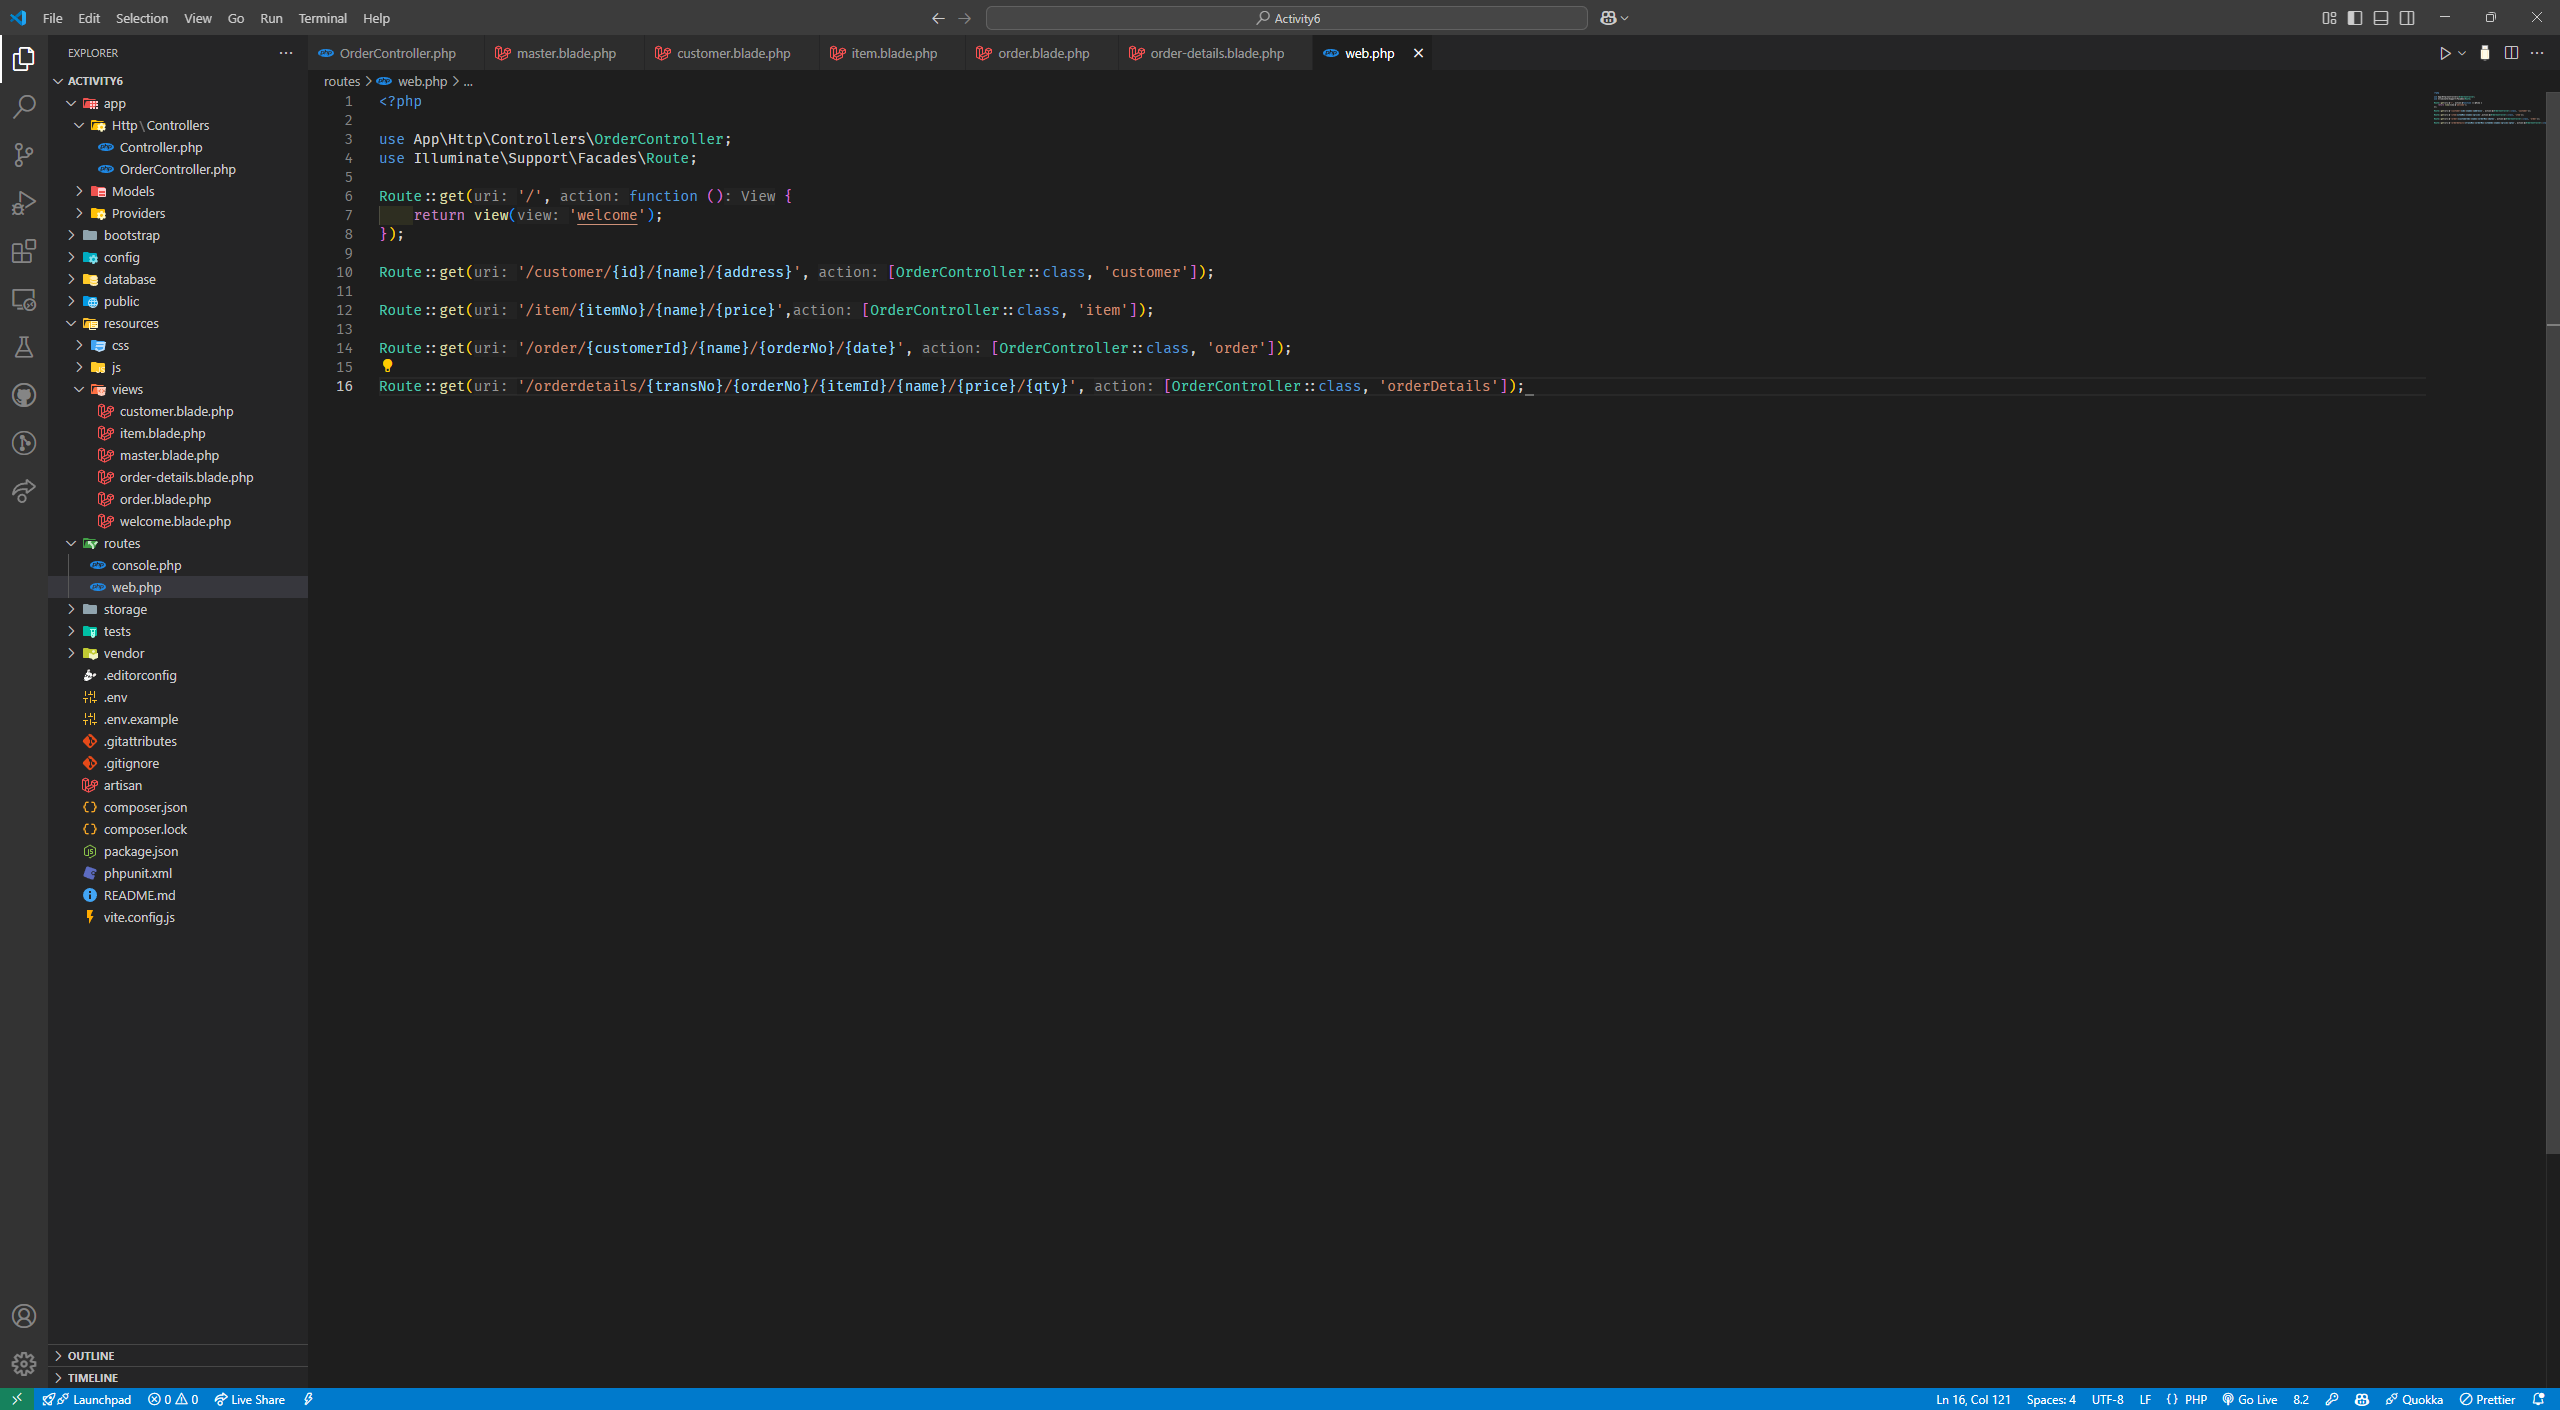 File Edit Selection View Go Run Terminal Help
Activity6
EXPLORER
OrderController.php master.blade.php customer.blade.php item.blade.php order.blade.php order-details.blade.php web.php
ACTIVITY6
app
Http\Controllers
Controller.php
OrderController.php
Models
Providers
bootstrap
config
database
public
resources
css
js
views
customer.blade.php
item.blade.php
master.blade.php
order-details.blade.php
order.blade.php
welcome.blade.php
routes
console.php
web.php
storage
tests
vendor
.editorconfig
.env
.env.example
.gitattributes
.gitignore
artisan
composer.json
composer.lock
package.json
phpunit.xml
README.md
vite.config.js
OUTLINE
TIMELINE
routes > web.php > ...
1 <?php
2
3 use App\Http\Controllers\OrderController;
4 use Illuminate\Support\Facades\Route;
5
6 Route::get(uri: '/', action: function (): View {
7 return view(view: 'welcome');
8 });
9
10 Route::get(uri: '/customer/{id}/{name}/{address}', action: [OrderController::class, 'customer']);
11
12 Route::get(uri: '/item/{itemNo}/{name}/{price}',action: [OrderController::class, 'item']);
13
14 Route::get(uri: '/order/{customerId}/{name}/{orderNo}/{date}', action: [OrderController::class, 'order']);
15
16 Route::get(uri: '/orderdetails/{transNo}/{orderNo}/{itemId}/{name}/{price}/{qty}', action: [OrderController::class, 'orderDetails']);
Launchpad 0 0 Live Share
Ln 16, Col 121 Spaces: 4 UTF-8 LF {} PHP Go Live 8.2 Quokka Prettier